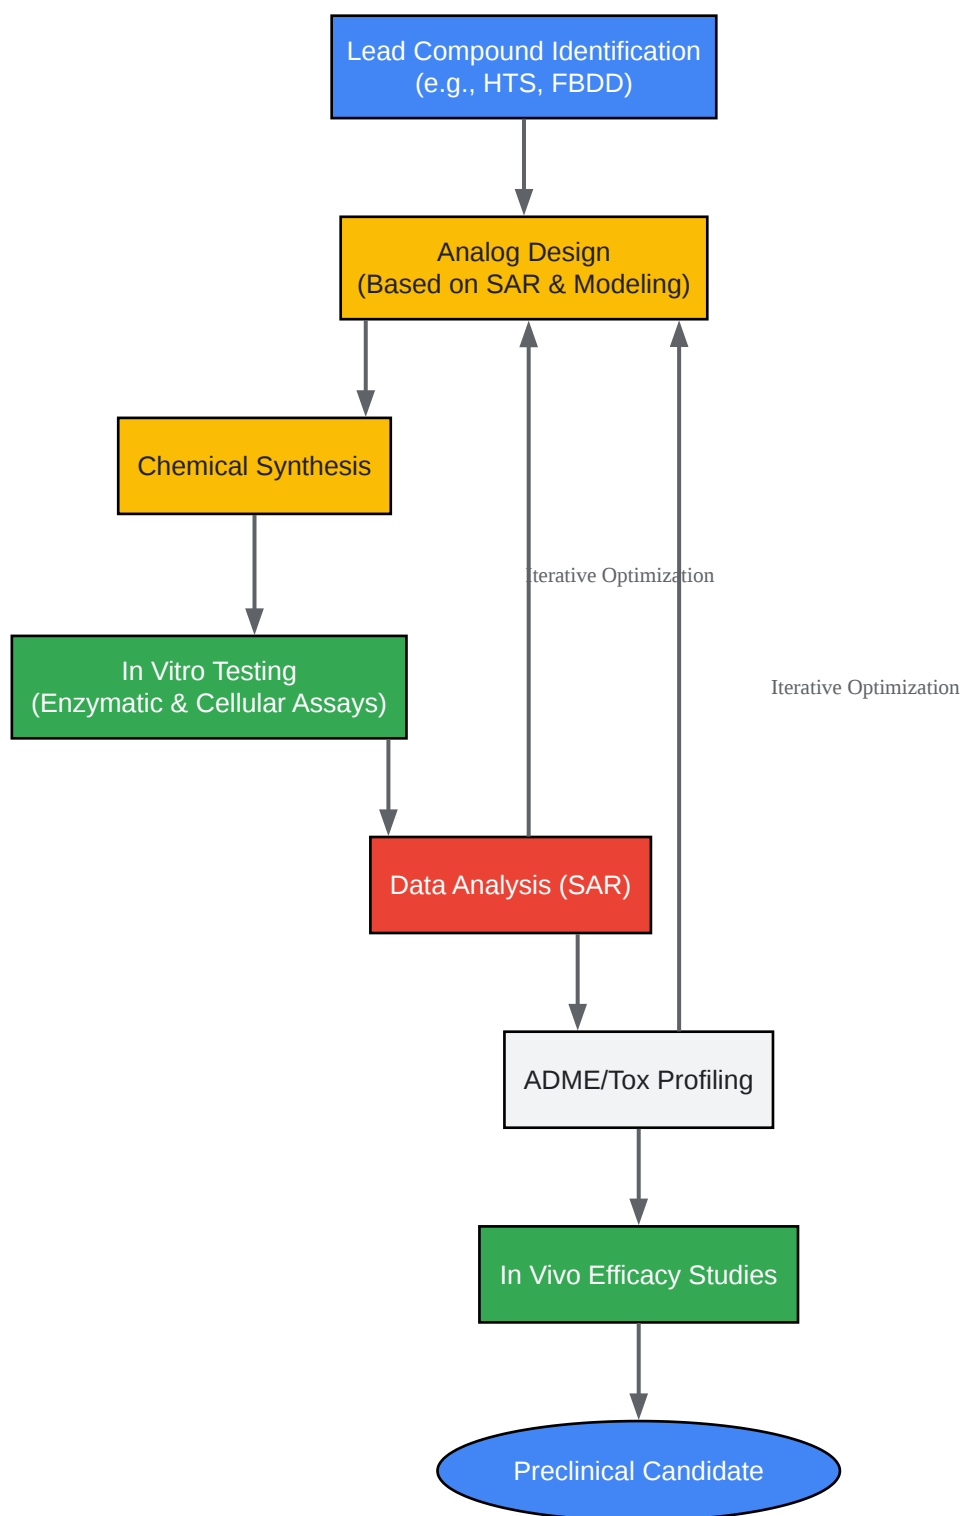 Lead Compound Identification
(e.g., HTS, FBDD)
Analog Design
(Based on SAR & Modeling)
Chemical Synthesis
Iterative Optimization
In Vitro Testing
(Enzymatic & Cellular Assays)
Iterative Optimization
Data Analysis (SAR)
ADME/Tox Profiling
In Vivo Efficacy Studies
Preclinical Candidate